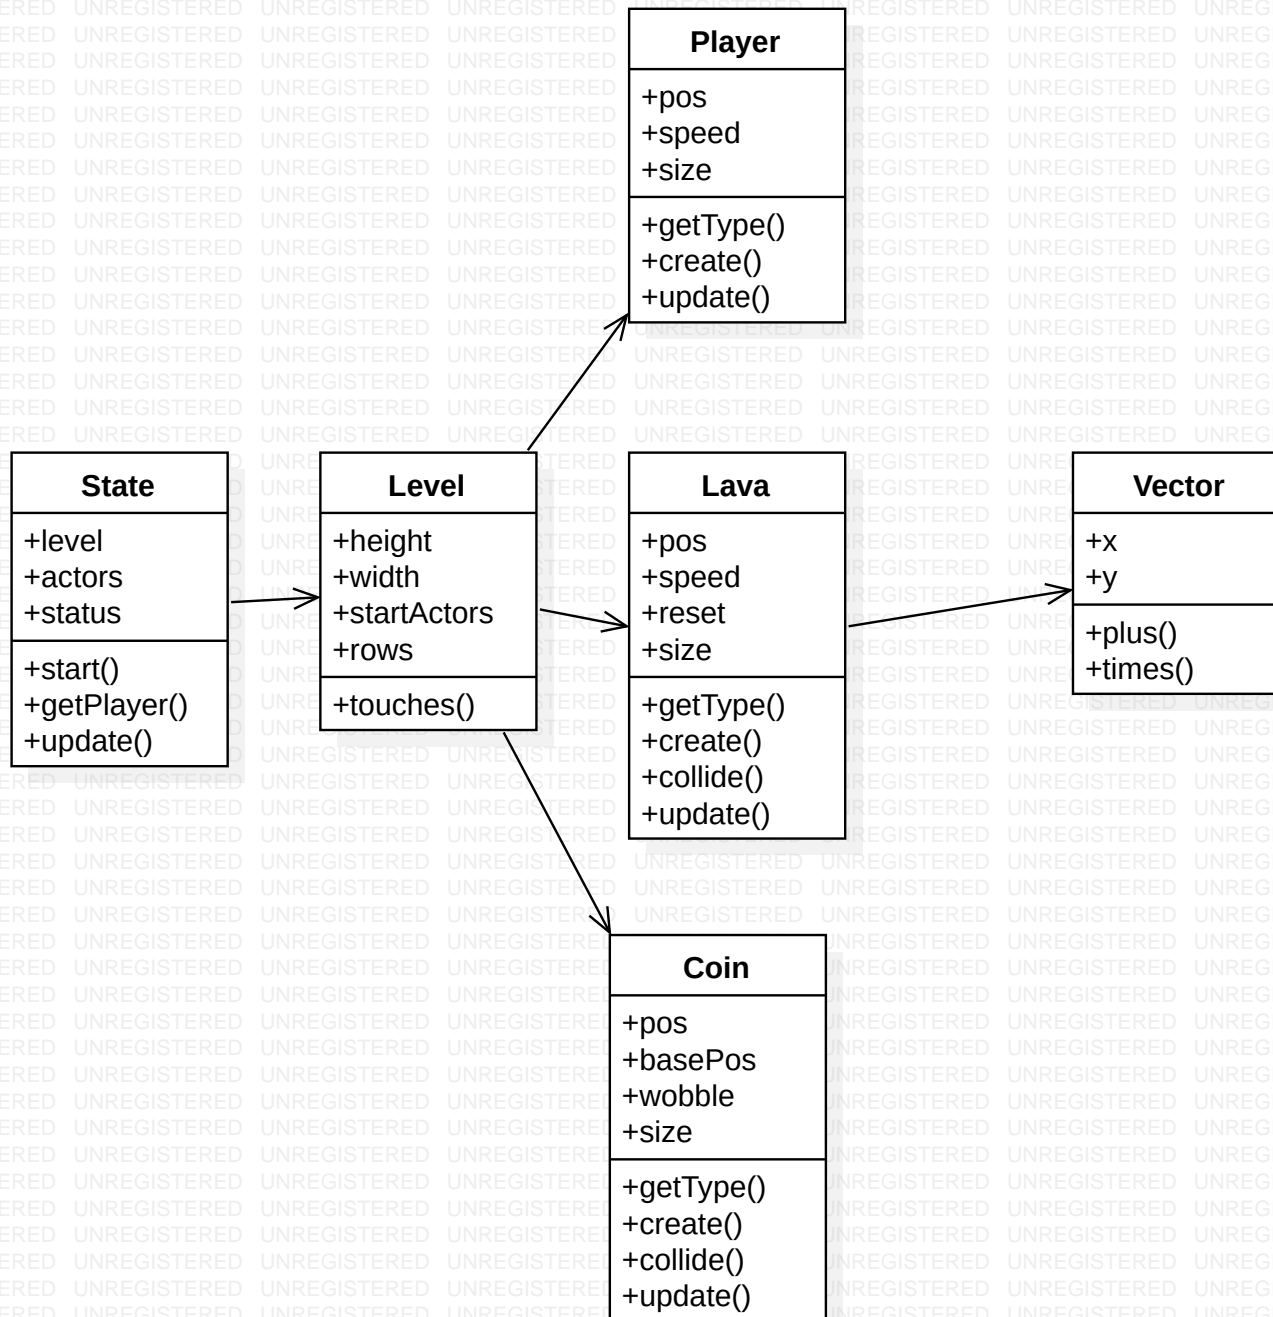 Player
+pos
+speed
+size
+getType()
+create()
+update()
State
+level
+actors
+status
+start()
+getPlayer()
+update()
Level
+height
+width
+startActors
+rows
+touches()
Lava
+pos
+speed
+reset
+size
+getType()
+create()
+collide()
+update()
Vector
+x
+y
+plus()
+times()
Coin
+pos
+basePos
+wobble
+size
+getType()
+create()
+collide()
+update()
UNREGISTERED